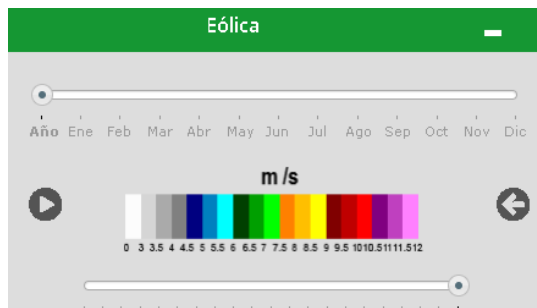 Eólica
Año Ene Feb Mar Abr May Jun Jul Ago Sep Oct Nov Dic
m /s
0 3 3.5 4 4.5 5 5.5 6 6.5 7 7.5 8 8.5 9 9.5 10 10.5 11 11.5 12